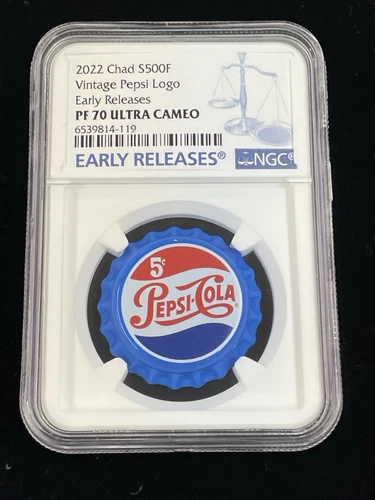 2022 Chad S500F
Vintage Pepsi Logo
Early Releases
PF 70 ULTRA CAMEO
6539814-119
EARLY RELEASES®
NGC®
5¢
PEPSI-COLA®